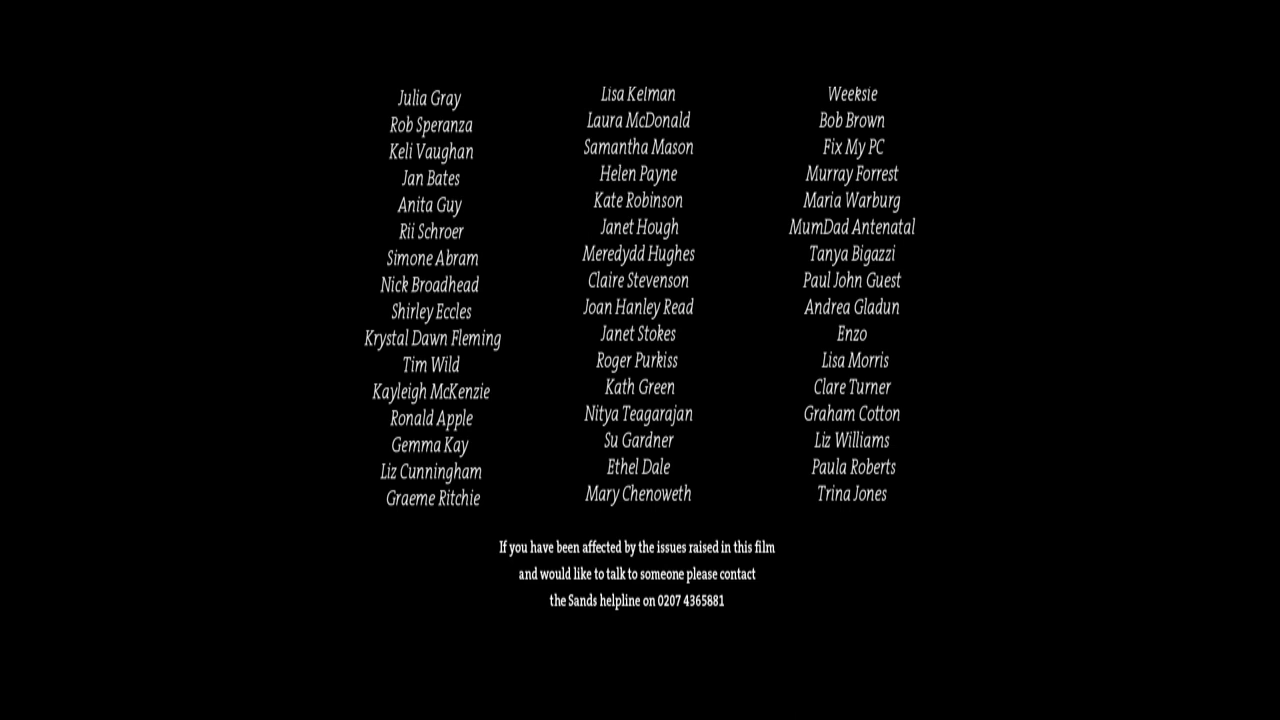 Julia Gray
Rob Speranza
Keli Vaughan
Jan Bates
Anita Guy
Rii Schroer
Simone Abram
Nick Broadhead
Shirley Eccles
Krystal Dawn Fleming
Tim Wild
Kayleigh McKenzie
Ronald Apple
Gemma Kay
Liz Cunningham
Graeme Ritchie
Lisa Kelman
Laura McDonald
Samantha Mason
Helen Payne
Kate Robinson
Janet Hough
Meredydd Hughes
Claire Stevenson
Joan Hanley Read
Janet Stokes
Roger Purkiss
Kath Green
Nitya Teagarajan
Su Gardner
Ethel Dale
Mary Chenoweth
Weeksie
Bob Brown
Fix My PC
Murray Forrest
Maria Warburg
MumDad Antenatal
Tanya Bigazzi
Paul John Guest
Andrea Gladun
Enzo
Lisa Morris
Clare Turner
Graham Cotton
Liz Williams
Paula Roberts
Trina Jones
If you have been affected by the issues raised in this film
and would like to talk to someone please contact
the Sands helpline on 0207 4365881